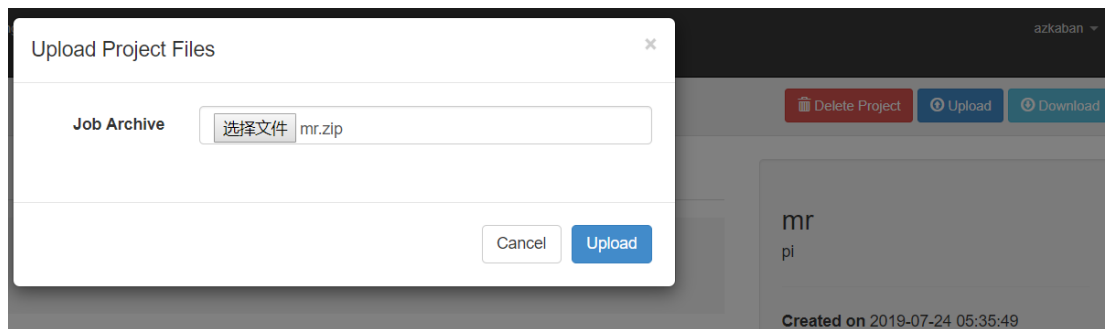 azkaban
Upload Project Files
×
Delete Project
Upload
Download
Job Archive
选择文件 mr.zip
mr
pi
Cancel
Upload
Created on 2019-07-24 05:35:49